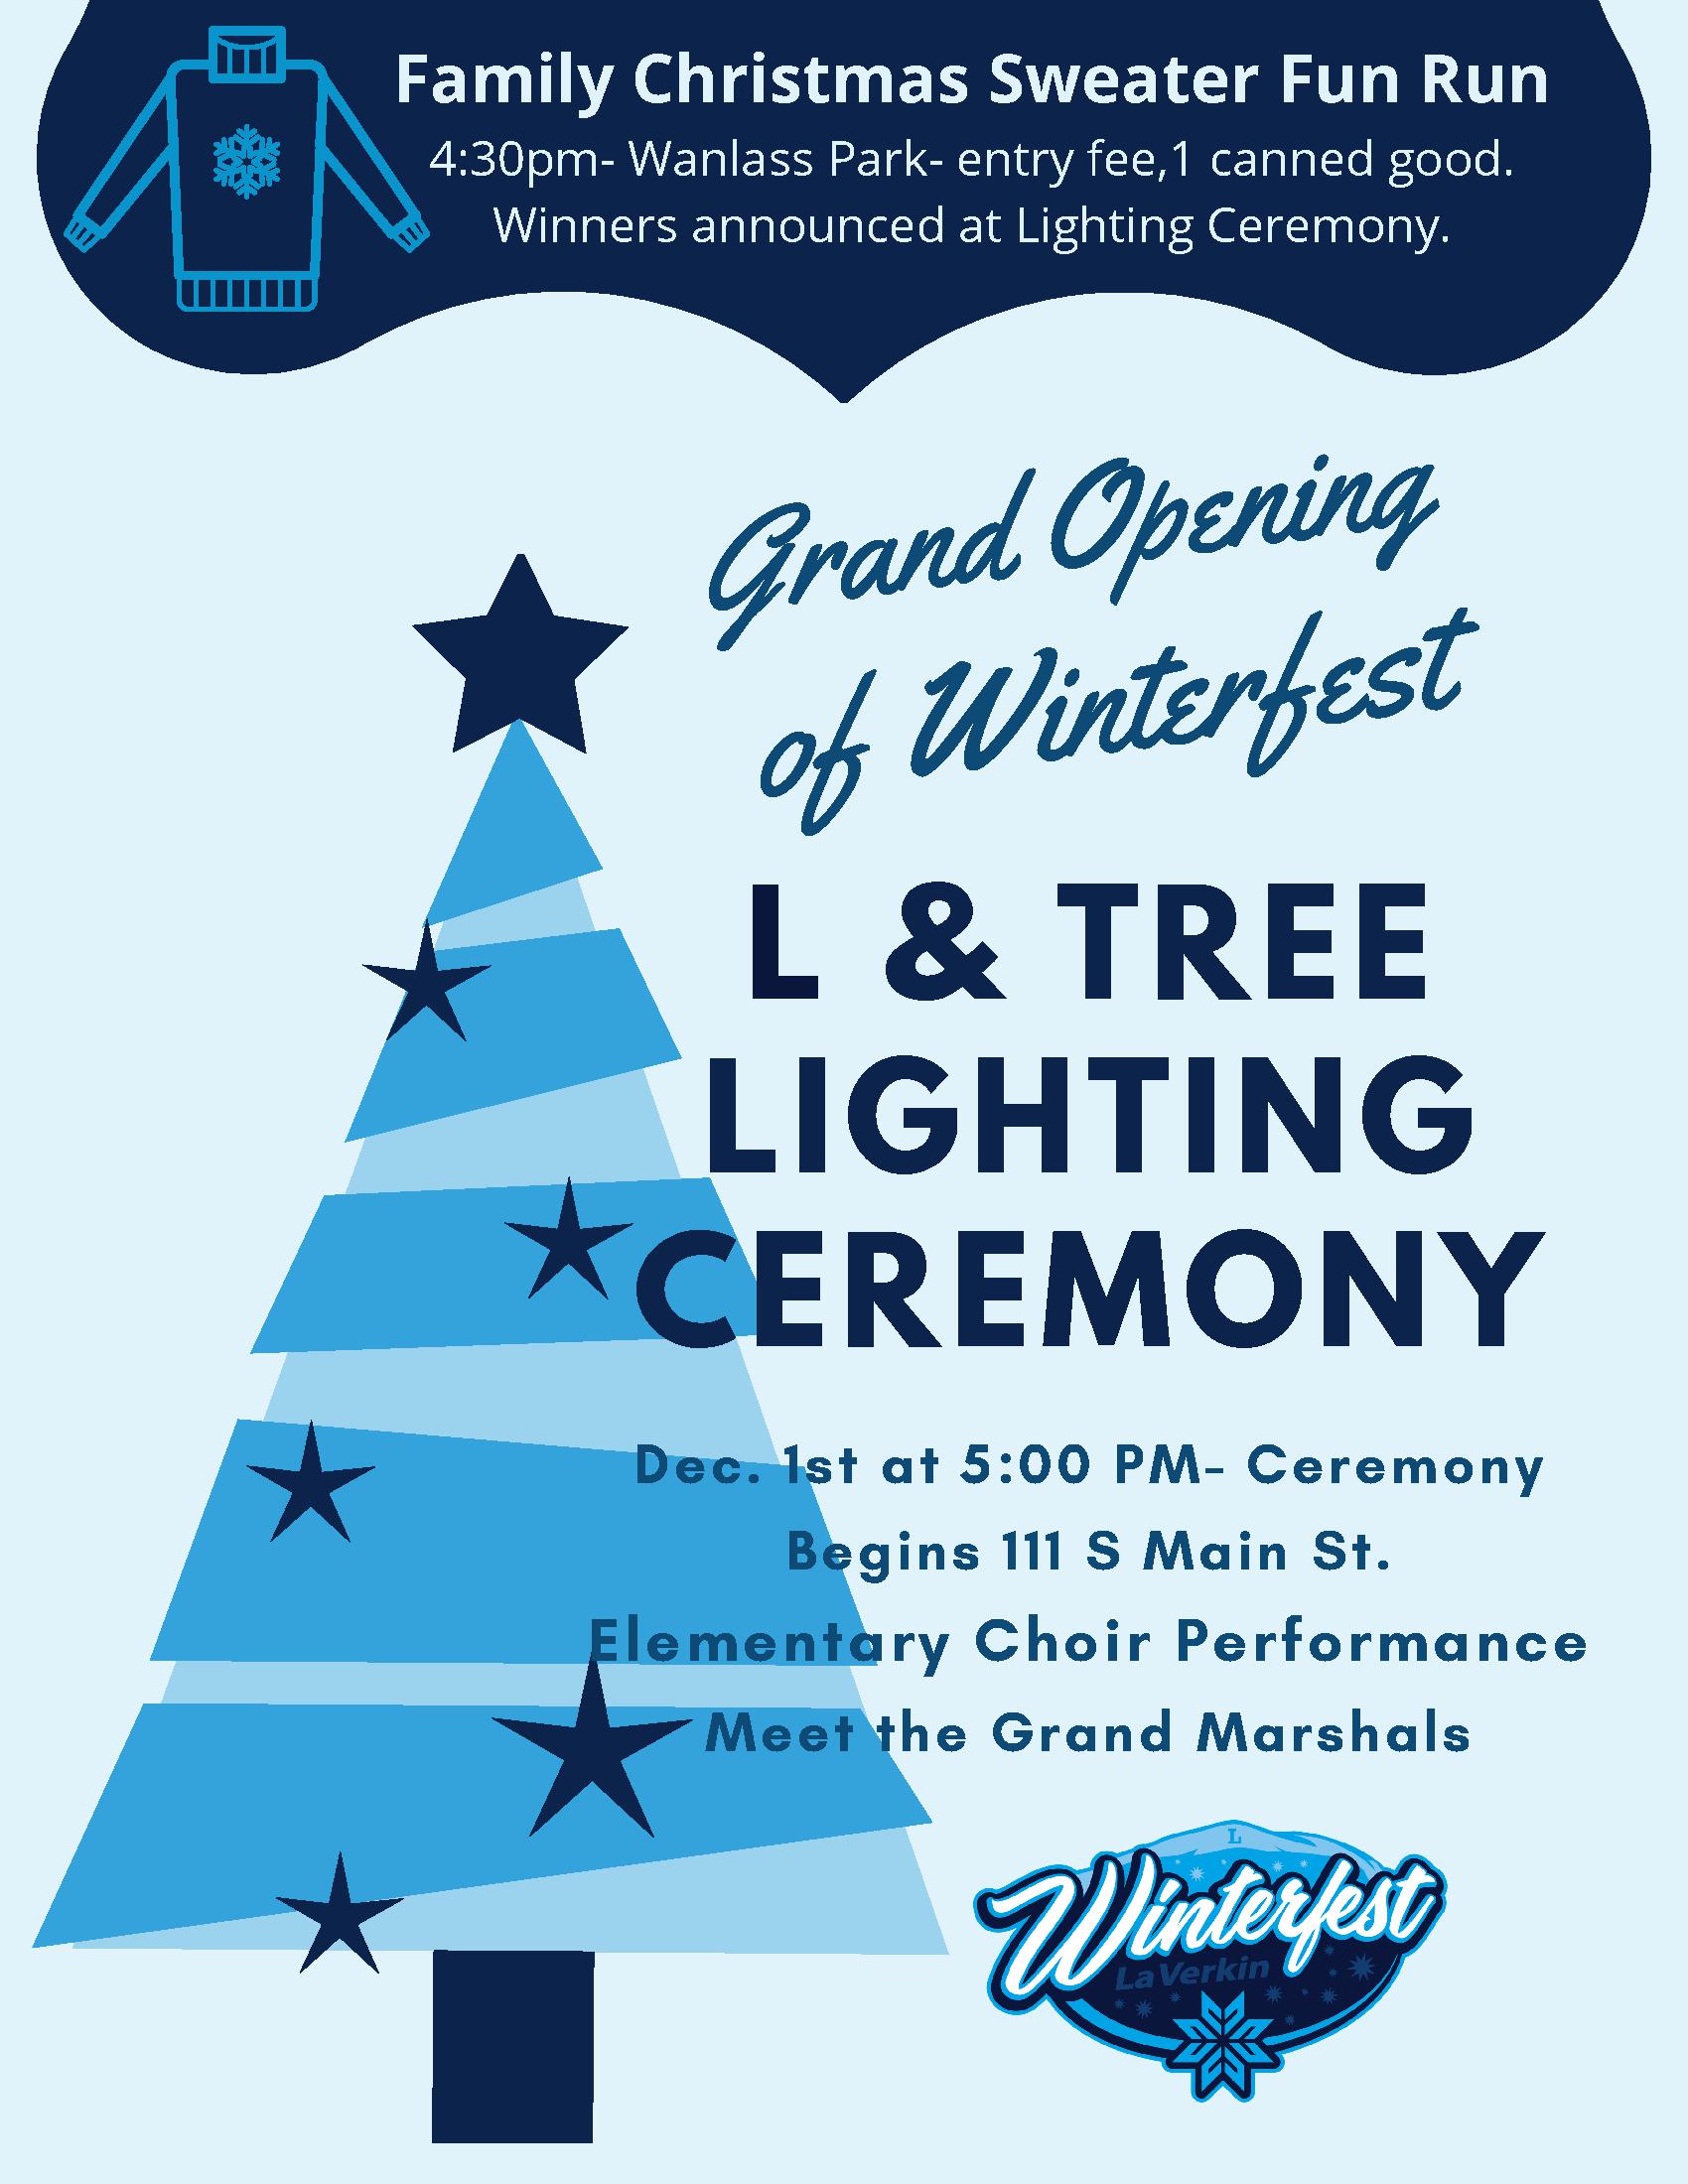 Family Christmas Sweater Fun Run
4:30pm- Wanlass Park- entry fee,1 canned good.
Winners announced at Lighting Ceremony.
Grand Opening
of Winterfest
L & TREE
LIGHTING
CEREMONY
Dec. 1st at 5:00 PM- Ceremony
Begins 111 S Main St.
Elementary Choir Performance
Meet the Grand Marshals
L
Winterfest
LaVerkin